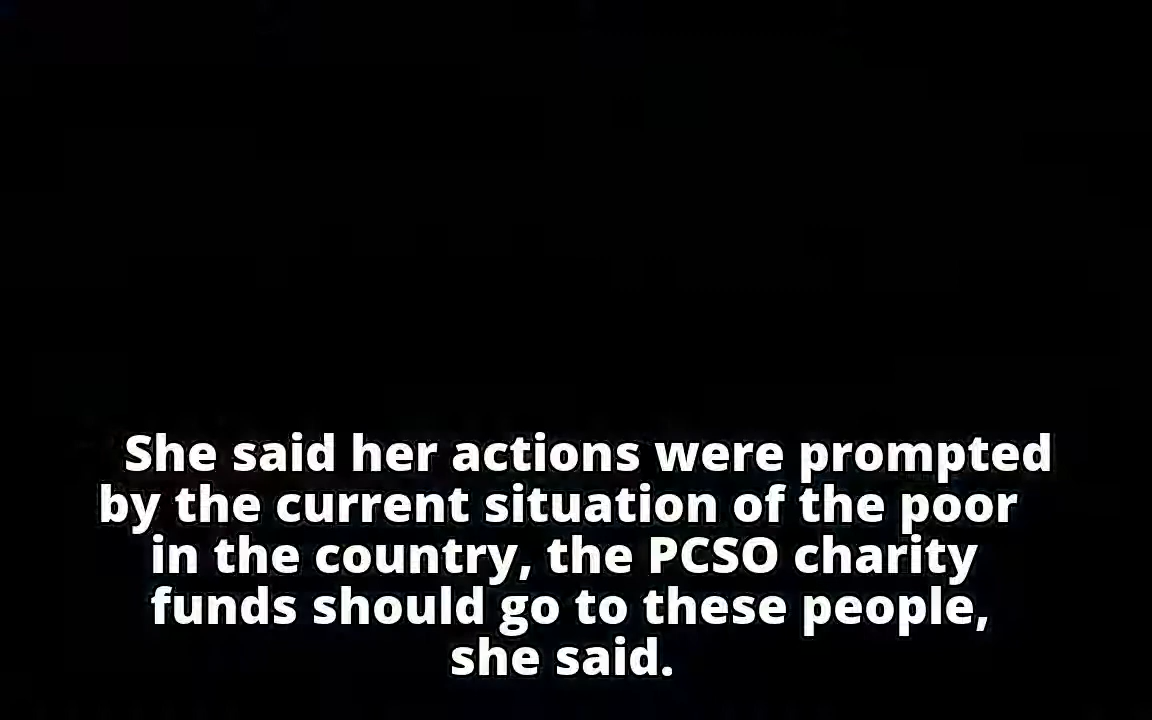 She said her actions were prompted
by the current situation of the poor
in the country, the PCSO charity
funds should go to these people,
she said.